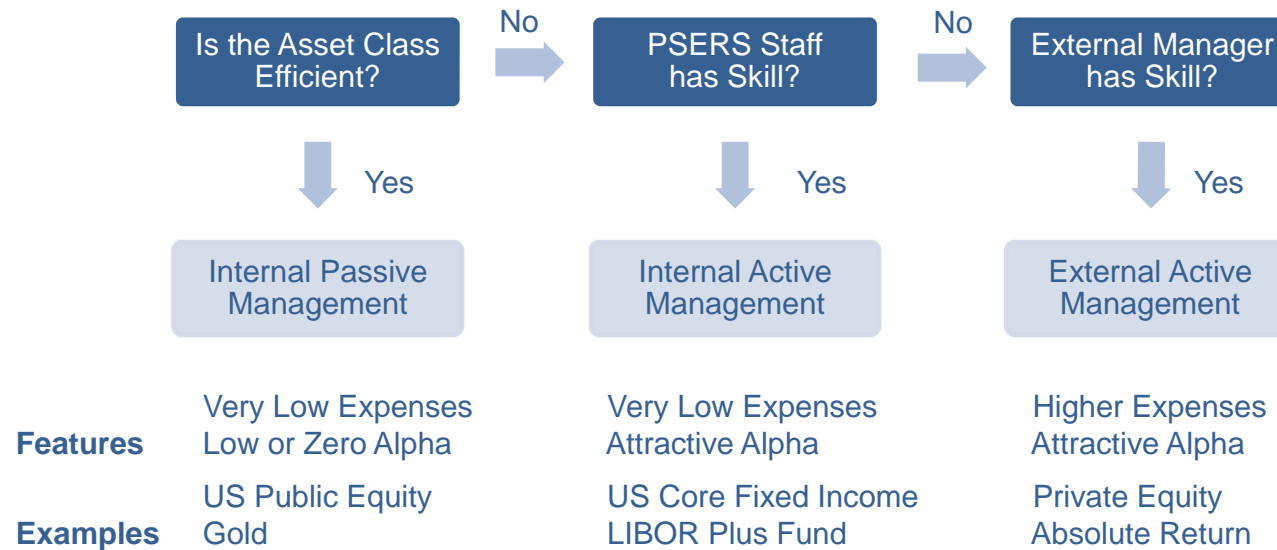 Is the Asset Class
Efficient?
No
PSERS Staff
has Skill?
No
External Manager
has Skill?
Yes
Yes
Yes
Internal Passive
Management
Internal Active
Management
External Active
Management
Very Low Expenses
Very Low Expenses
Higher Expenses
Features
Low or Zero Alpha
Attractive Alpha
Attractive Alpha
US Public Equity
US Core Fixed Income
Private Equity
Examples
Gold
LIBOR Plus Fund
Absolute Return